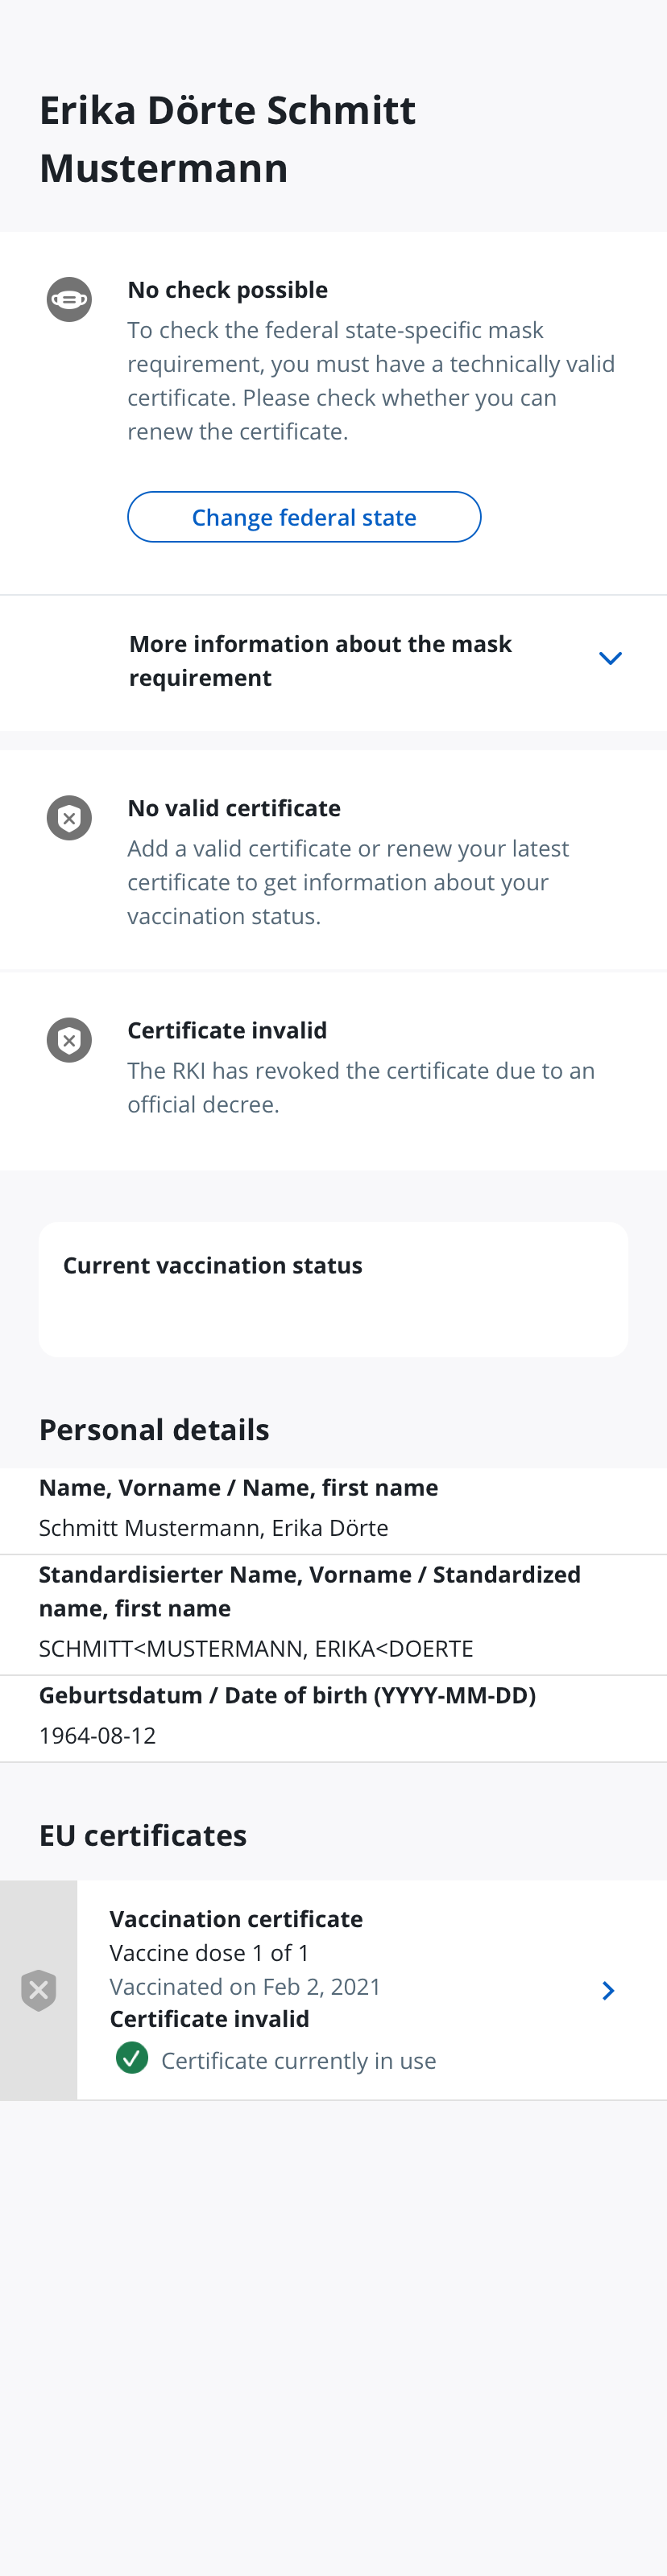 Erika Dörte Schmitt
Mustermann
No check possible
To check the federal state-specific mask
requirement, you must have a technically valid
certificate. Please check whether you can
renew the certificate.
Change federal state
More information about the mask
requirement
No valid certificate
Add a valid certificate or renew your latest
certificate to get information about your
vaccination status.
Certificate invalid
The RKI has revoked the certificate due to an
official decree.
Current vaccination status
Personal details
Name, Vorname / Name, first name
Schmitt Mustermann, Erika Dörte
Standardisierter Name, Vorname / Standardized
name, first name
SCHMITT<MUSTERMANN, ERIKA<DOERTE
Geburtsdatum / Date of birth (YYYY-MM-DD)
1964-08-12
EU certificates
Vaccination certificate
Vaccine dose 1 of 1
Vaccinated on Feb 2, 2021
Certificate invalid
Certificate currently in use